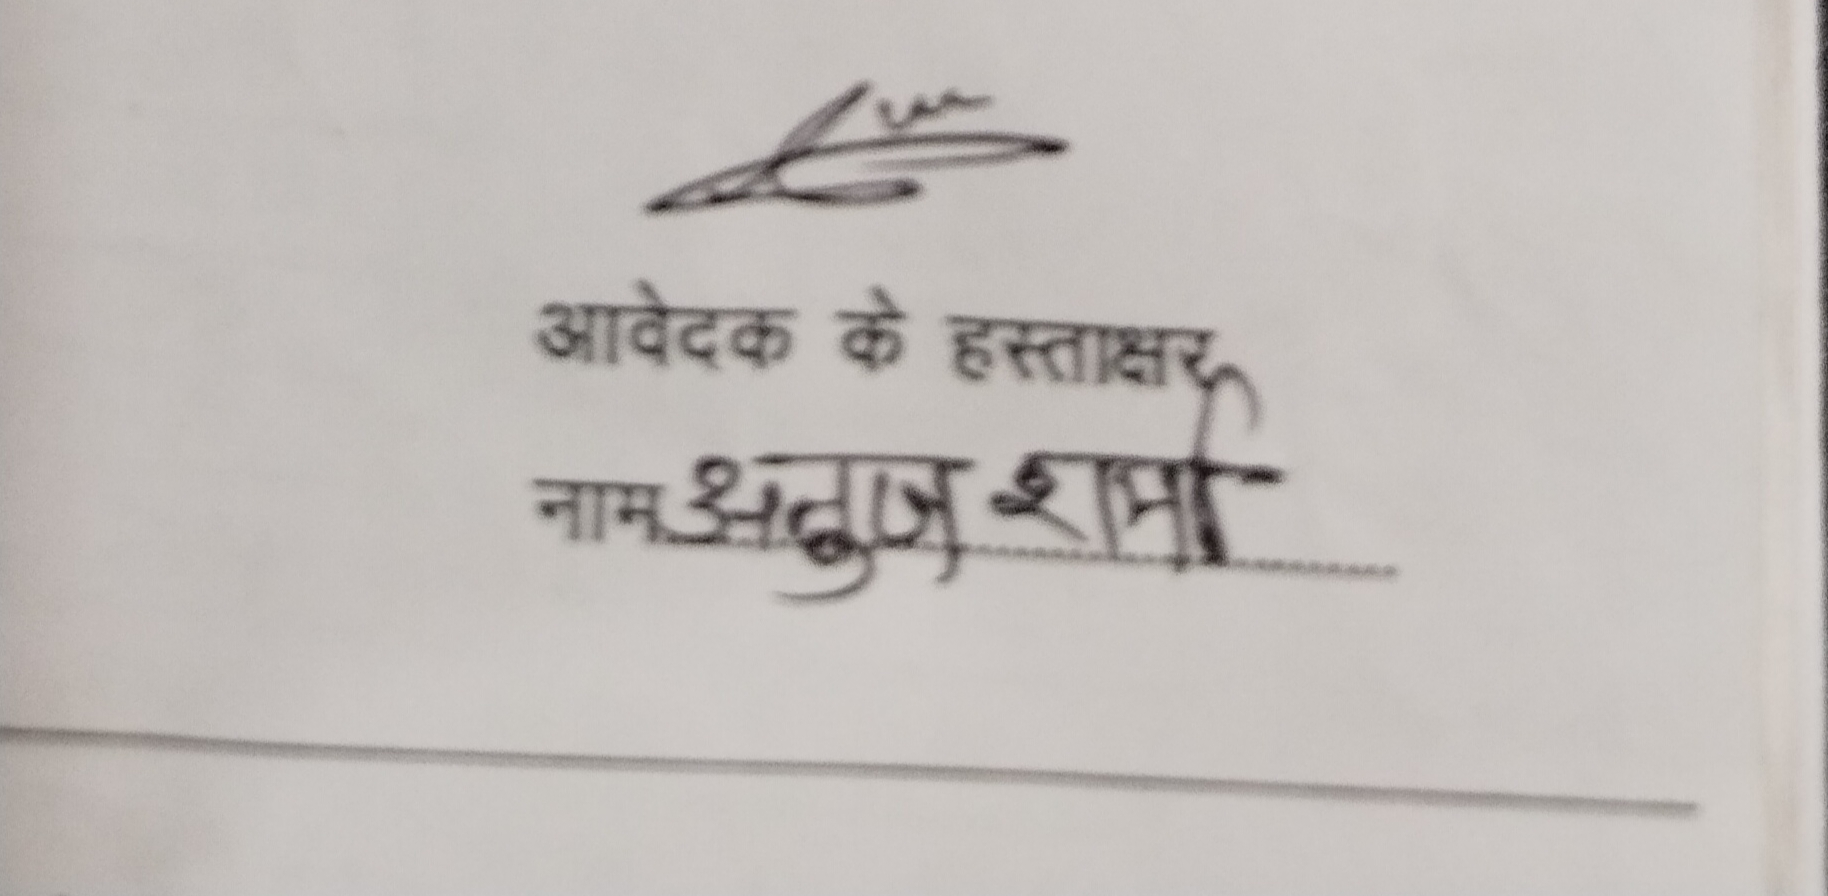 आवेदक के हस्ताक्षर
नाम अनुज शर्मा